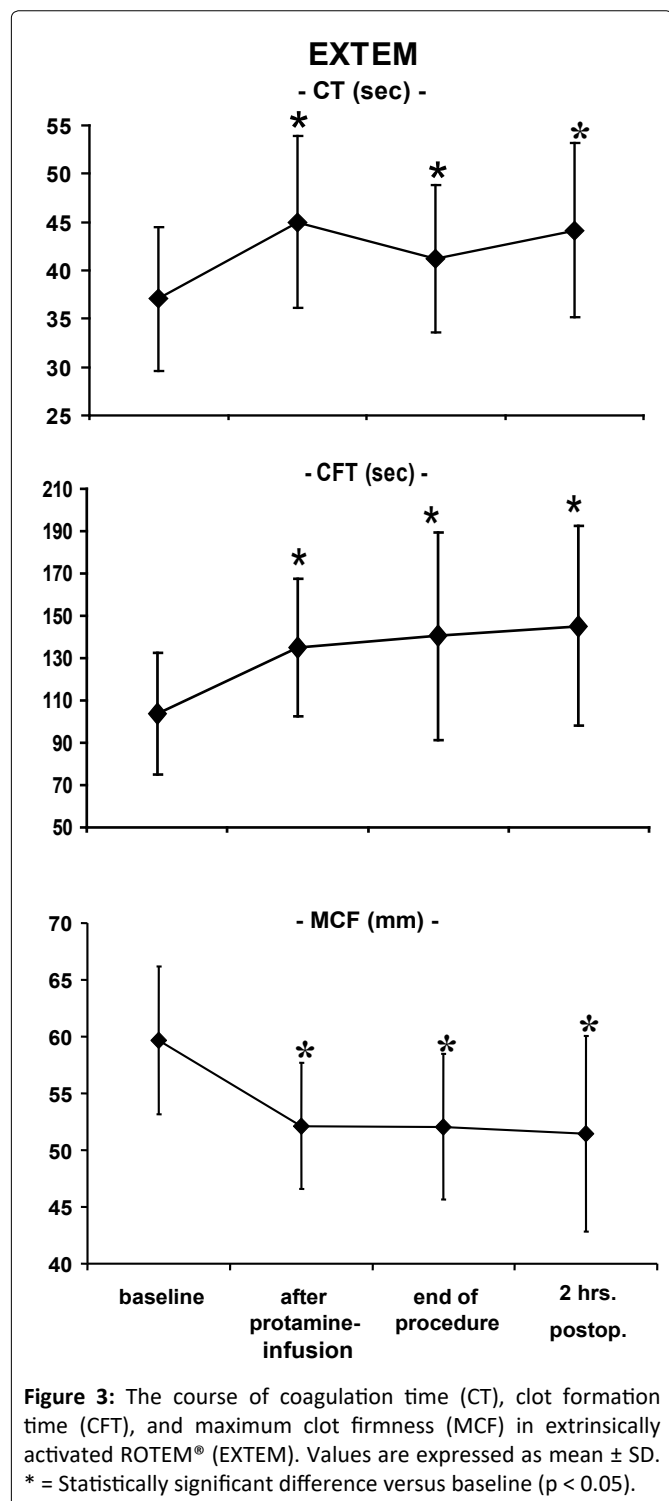 EXTEM
- CT (sec) -
55
50
45
40
35
30
25
* * *
- CFT (sec) -
210
190
170
150
130
110
90
70
50
* * *
- MCF (mm) -
70
65
60
55
50
45
40
* * *
baseline
after
protamine-
infusion
end of
procedure
2 hrs.
postop.
Figure 3: The course of coagulation time (CT), clot formation
time (CFT), and maximum clot firmness (MCF) in extrinsically
activated ROTEM® (EXTEM). Values are expressed as mean ± SD.
* = Statistically significant difference versus baseline (p < 0.05).